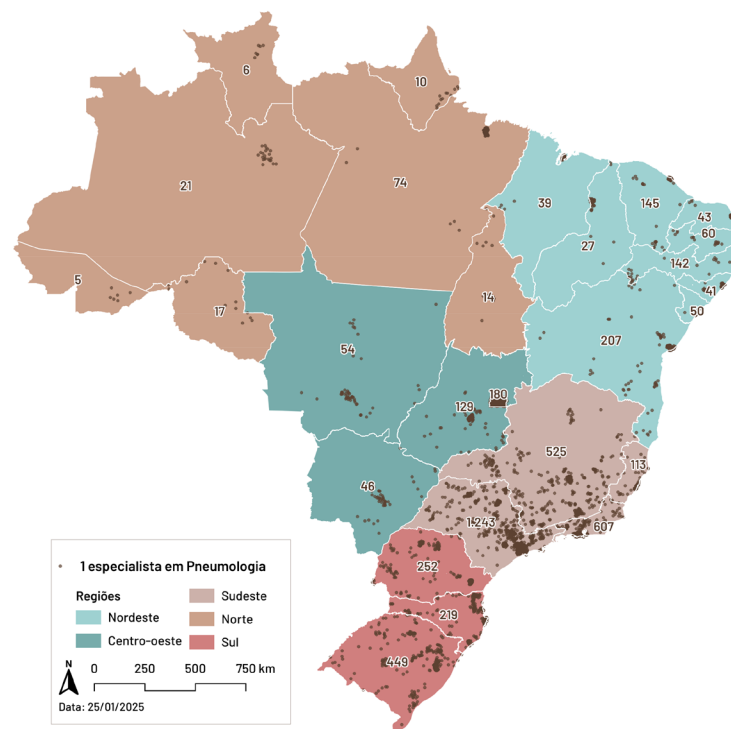 6
10
21
74
39
145
43
60
27
142
5
41
17
14
50
207
54
180
129
525
113
46
1.243
607
252
219
449
1 especialista em Pneumologia
Regiões
Nordeste
Centro-oeste
Sudeste
Norte
Sul
N
0 250 500 750 km
Data: 25/01/2025